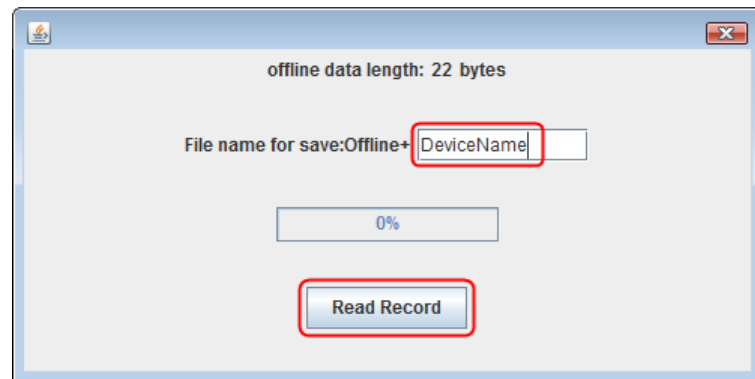 offline data length: 22 bytes
File name for save:Offline+ DeviceName
0%
Read Record